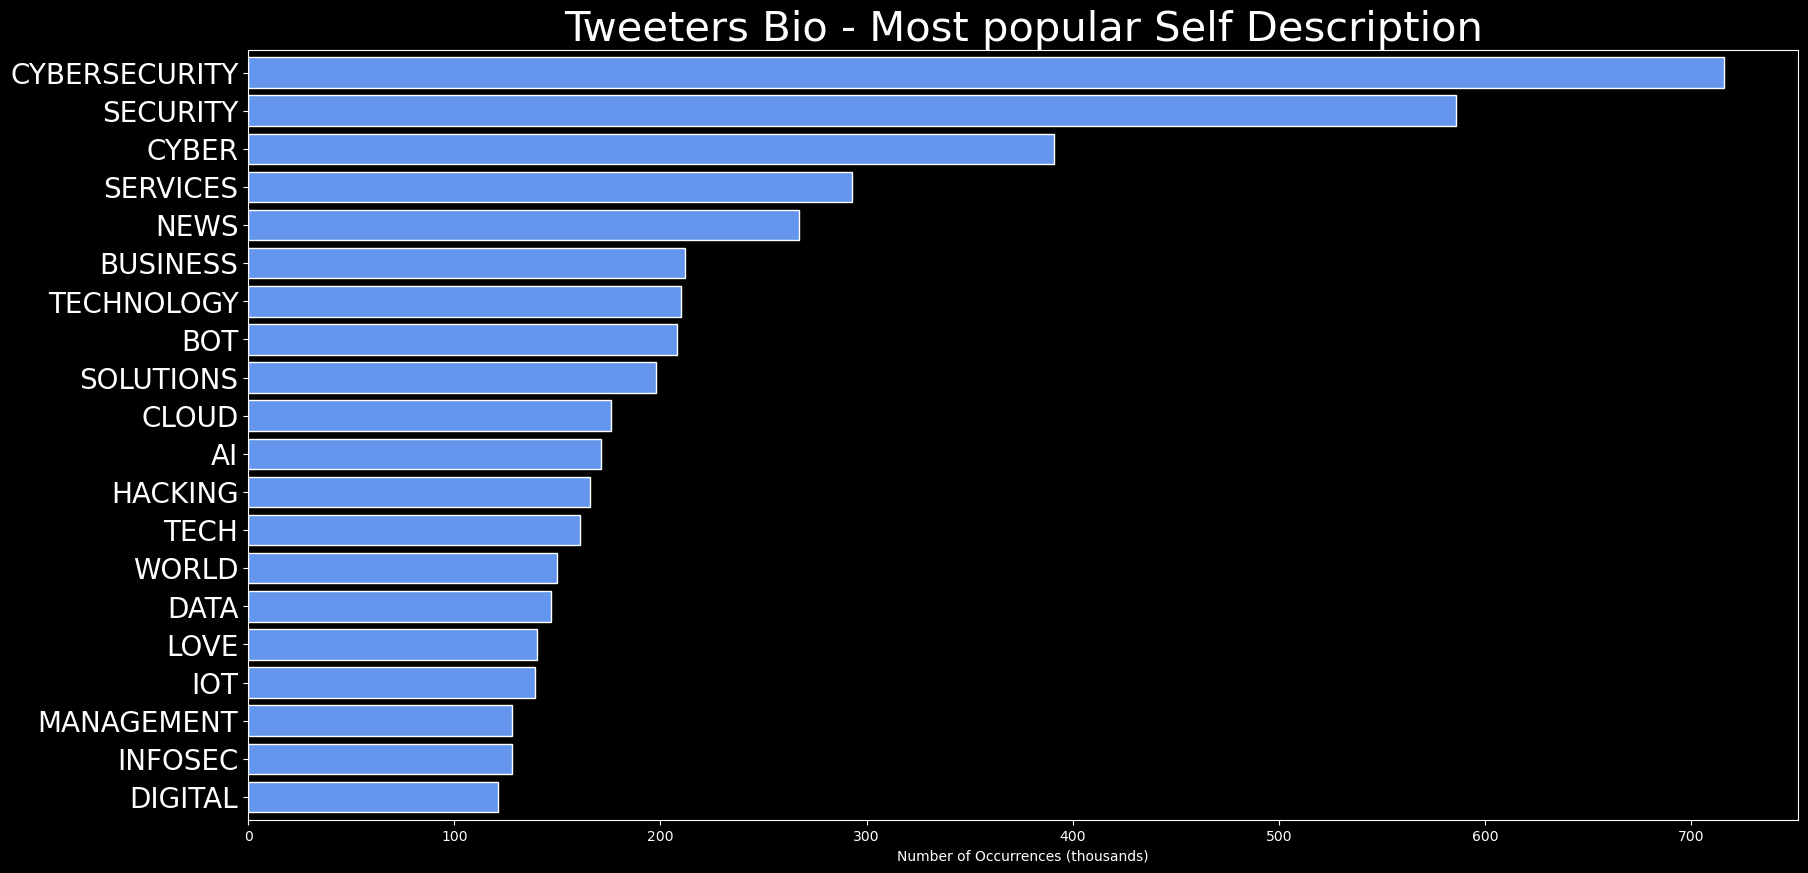 Tweeters Bio - Most popular Self Description
CYBERSECURITY
SECURITY
CYBER
SERVICES
NEWS
BUSINESS
TECHNOLOGY
BOT
SOLUTIONS
CLOUD
AI
HACKING
TECH
WORLD
DATA
LOVE
IOT
MANAGEMENT
INFOSEC
DIGITAL
0 100 200 300 400 500 600 700
Number of Occurrences (thousands)